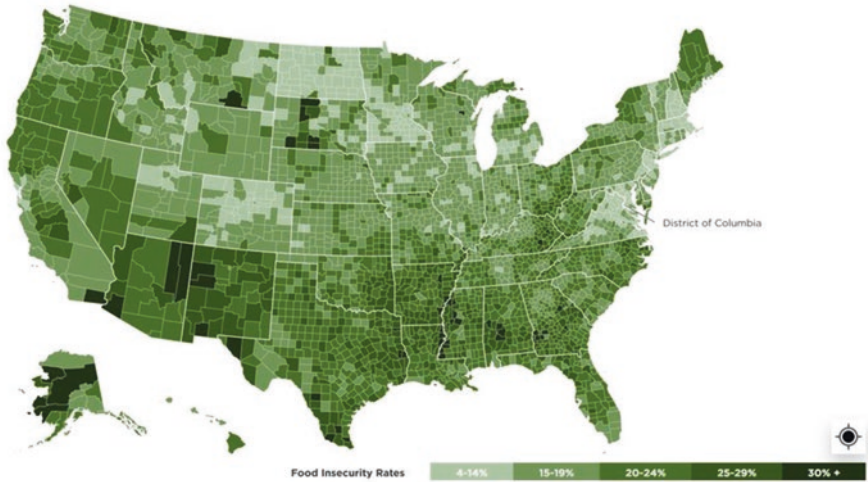 District of Columbia
Food Insecurity Rates 4-14% 15-19% 20-24% 25-29% 30% +